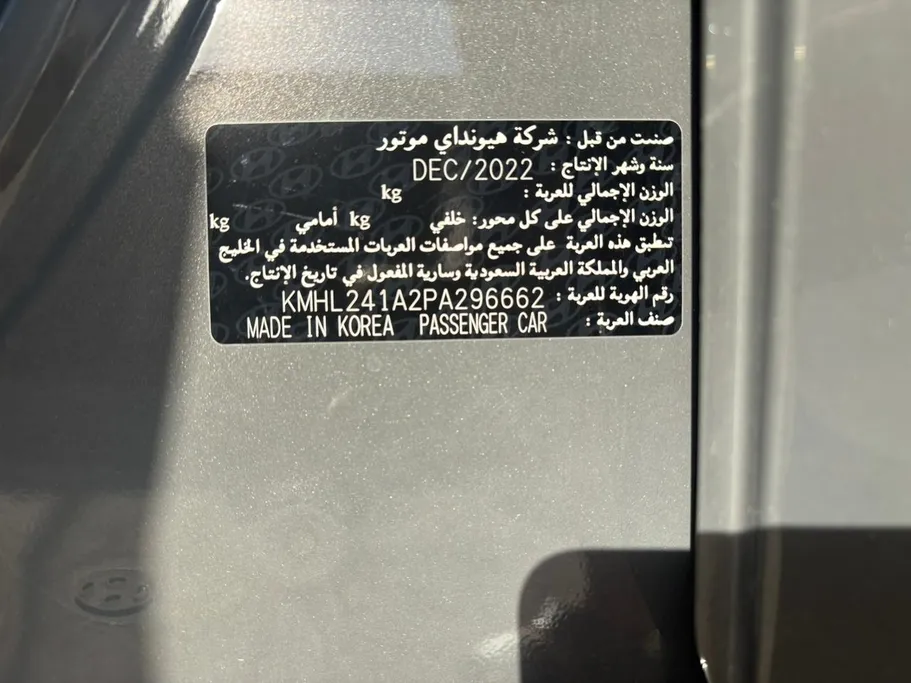 صنعت من قبل : شركة هيونداي موتور
سنة وشهر الإنتاج : DEC/2022
الوزن الإجمالي للعربة : kg
الوزن الإجمالي على كل محور: خلفي kg أمامي kg
تنطبق هذه العربة على جميع مواصفات العربات المستخدمة في الخليج
العربي والمملكة العربية السعودية وسارية المفعول في تاريخ الإنتاج.
رقم الهوية للعربة : KMHL241A2PA296662
صنف العربة : MADE IN KOREA PASSENGER CAR